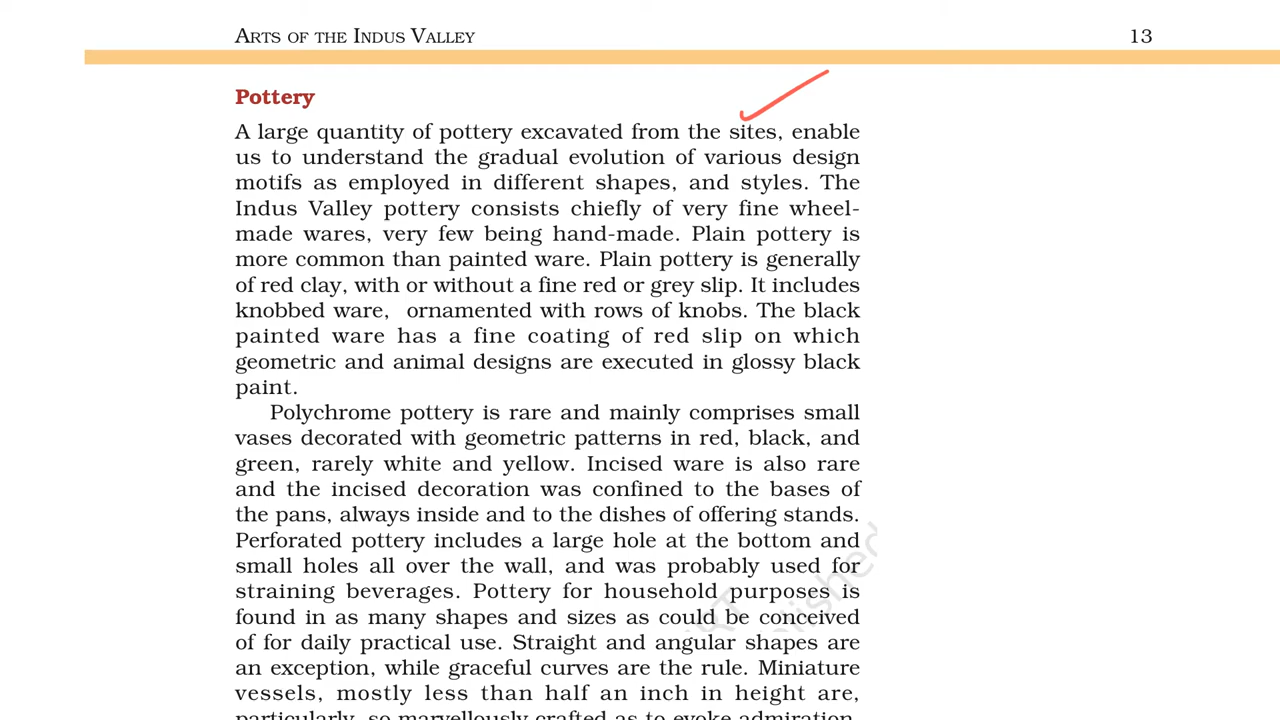 ARTS OF THE INDUS VALLEY 13
Pottery
A large quantity of pottery excavated from the sites, enable
us to understand the gradual evolution of various design
motifs as employed in different shapes, and styles. The
Indus Valley pottery consists chiefly of very fine wheel-
made wares, very few being hand-made. Plain pottery is
more common than painted ware. Plain pottery is generally
of red clay, with or without a fine red or grey slip. It includes
knobbed ware, ornamented with rows of knobs. The black
painted ware has a fine coating of red slip on which
geometric and animal designs are executed in glossy black
paint.
Polychrome pottery is rare and mainly comprises small
vases decorated with geometric patterns in red, black, and
green, rarely white and yellow. Incised ware is also rare
and the incised decoration was confined to the bases of
the pans, always inside and to the dishes of offering stands.
Perforated pottery includes a large hole at the bottom and
small holes all over the wall, and was probably used for
straining beverages. Pottery for household purposes is
found in as many shapes and sizes as could be conceived
of for daily practical use. Straight and angular shapes are
an exception, while graceful curves are the rule. Miniature
vessels, mostly less than half an inch in height are,
particularly, so marvellously crafted as to evoke admiration.